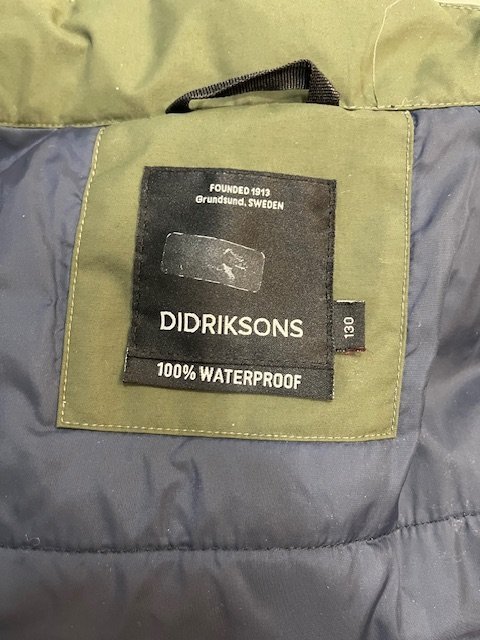 FOUNDED 1913
Grundsund, SWEDEN
DIDRIKSONS
130
100% WATERPROOF